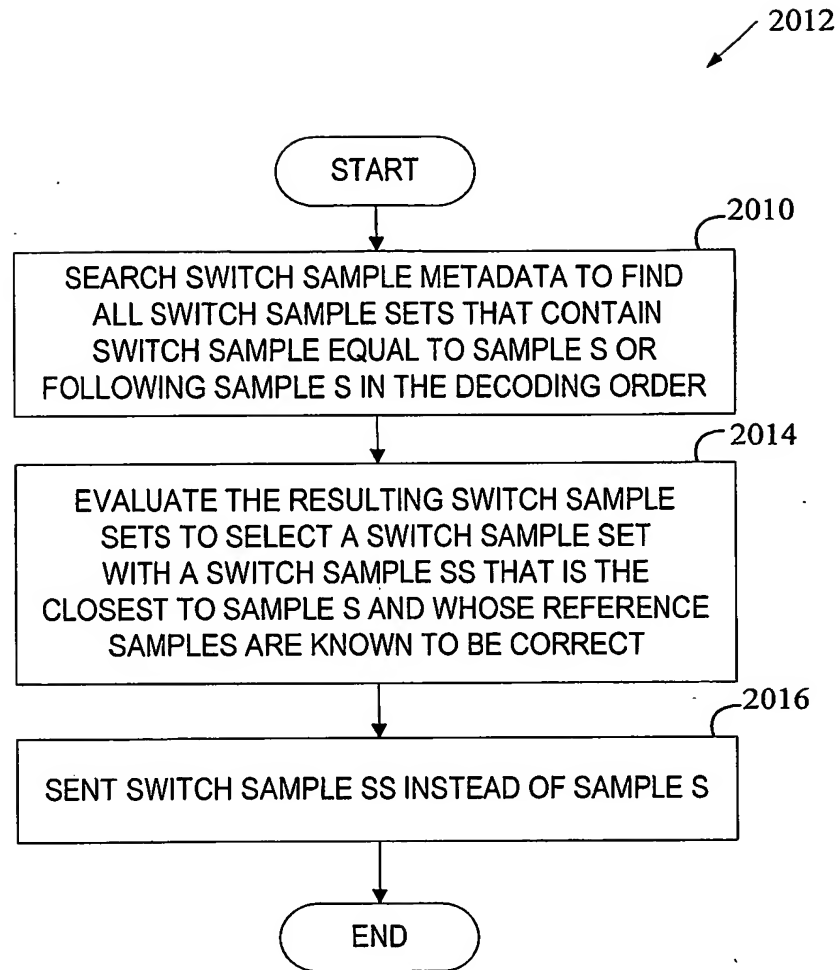 2012
START
2010
SEARCH SWITCH SAMPLE METADATA TO FIND
ALL SWITCH SAMPLE SETS THAT CONTAIN
SWITCH SAMPLE EQUAL TO SAMPLE S OR
FOLLOWING SAMPLE S IN THE DECODING ORDER
2014
EVALUATE THE RESULTING SWITCH SAMPLE
SETS TO SELECT A SWITCH SAMPLE SET
WITH A SWITCH SAMPLE SS THAT IS THE
CLOSEST TO SAMPLE S AND WHOSE REFERENCE
SAMPLES ARE KNOWN TO BE CORRECT
2016
SENT SWITCH SAMPLE SS INSTEAD OF SAMPLE S
END